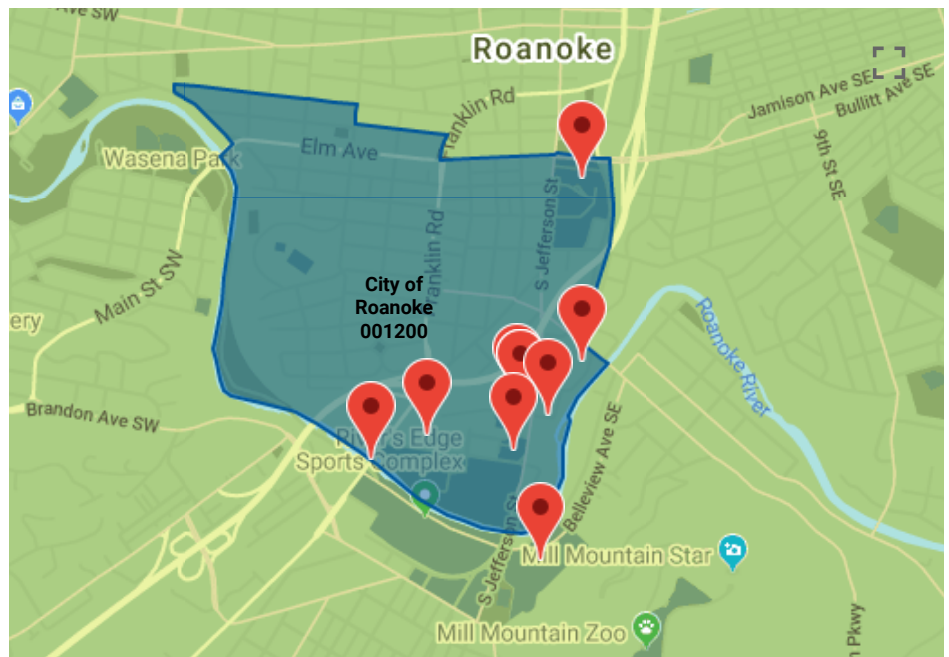 Ave SW
Roanoke
Franklin Rd
Jamison Ave SE
Bullitt Ave SE
Elm Ave
Wasena Park
9th St SE
S Jefferson St
Franklin Rd
Main St SW
City of
Roanoke
001200
ery
Roanoke River
Brandon Ave SW
River's Edge
Sports Complex
Belleview Ave SE
S Jefferson St
Mill Mountain Star
Mill Mountain Zoo
Pkwy